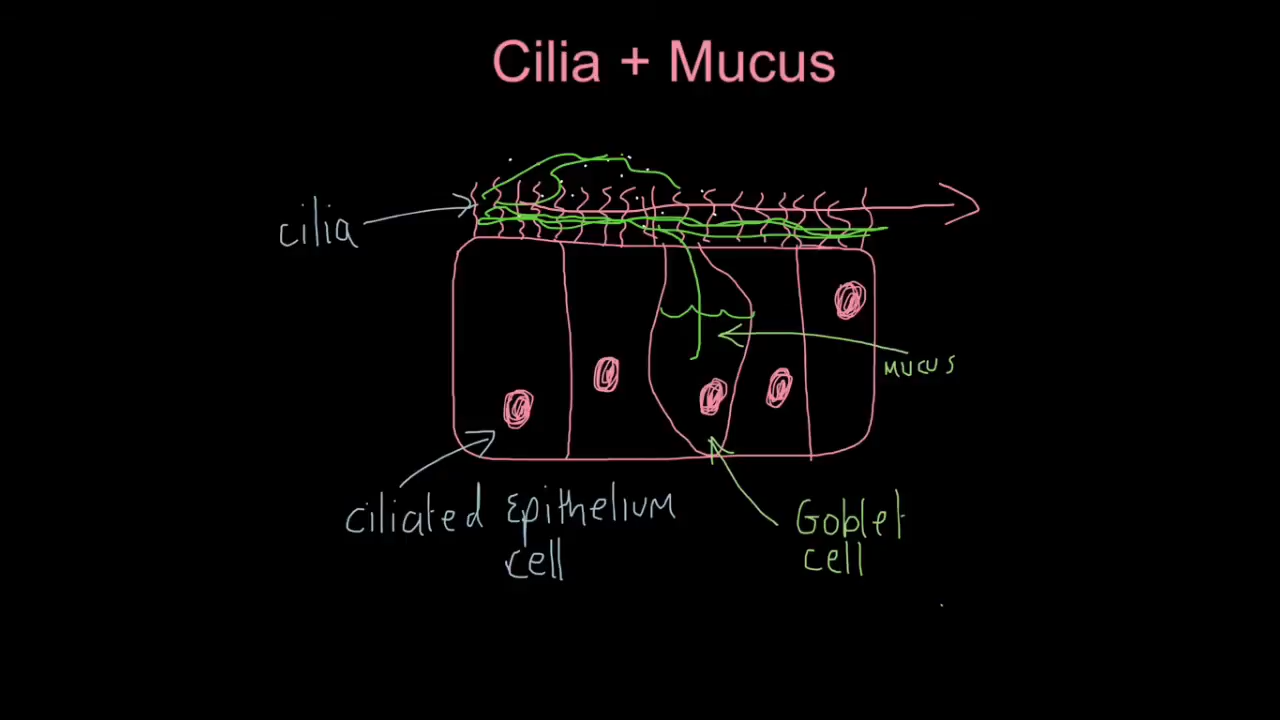 Cilia + Mucus
cilia
Mucus
ciliated Epithelium
cell
Goblet
cell